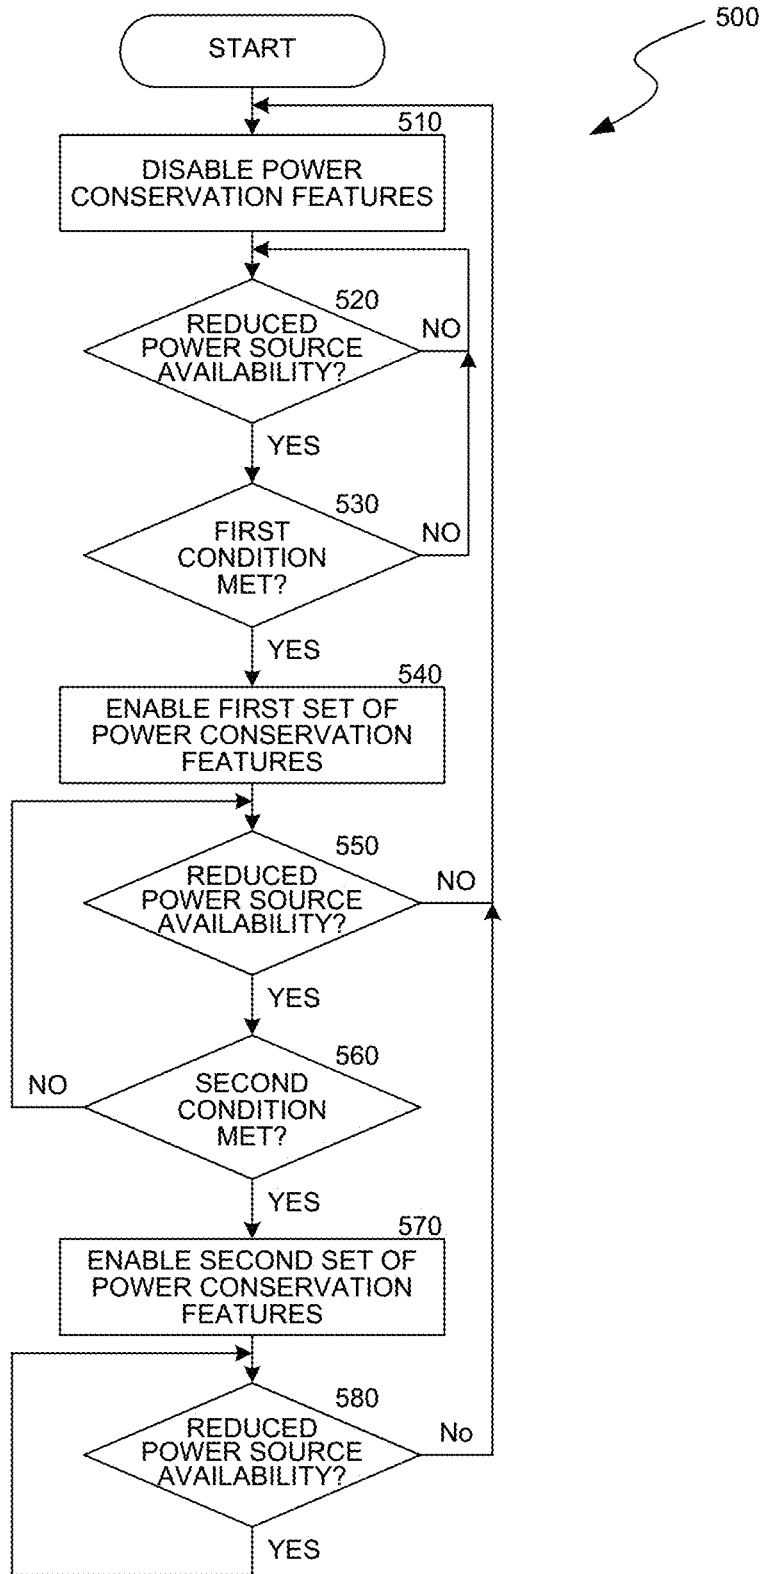 500
START
510
DISABLE POWER
CONSERVATION FEATURES
520
REDUCED
POWER SOURCE
AVAILABILITY?
NO
YES
530
FIRST
CONDITION
MET?
NO
YES
540
ENABLE FIRST SET OF
POWER CONSERVATION
FEATURES
550
REDUCED
POWER SOURCE
AVAILABILITY?
NO
YES
560
SECOND
CONDITION
MET?
NO
YES
570
ENABLE SECOND SET OF
POWER CONSERVATION
FEATURES
580
REDUCED
POWER SOURCE
AVAILABILITY?
No
YES